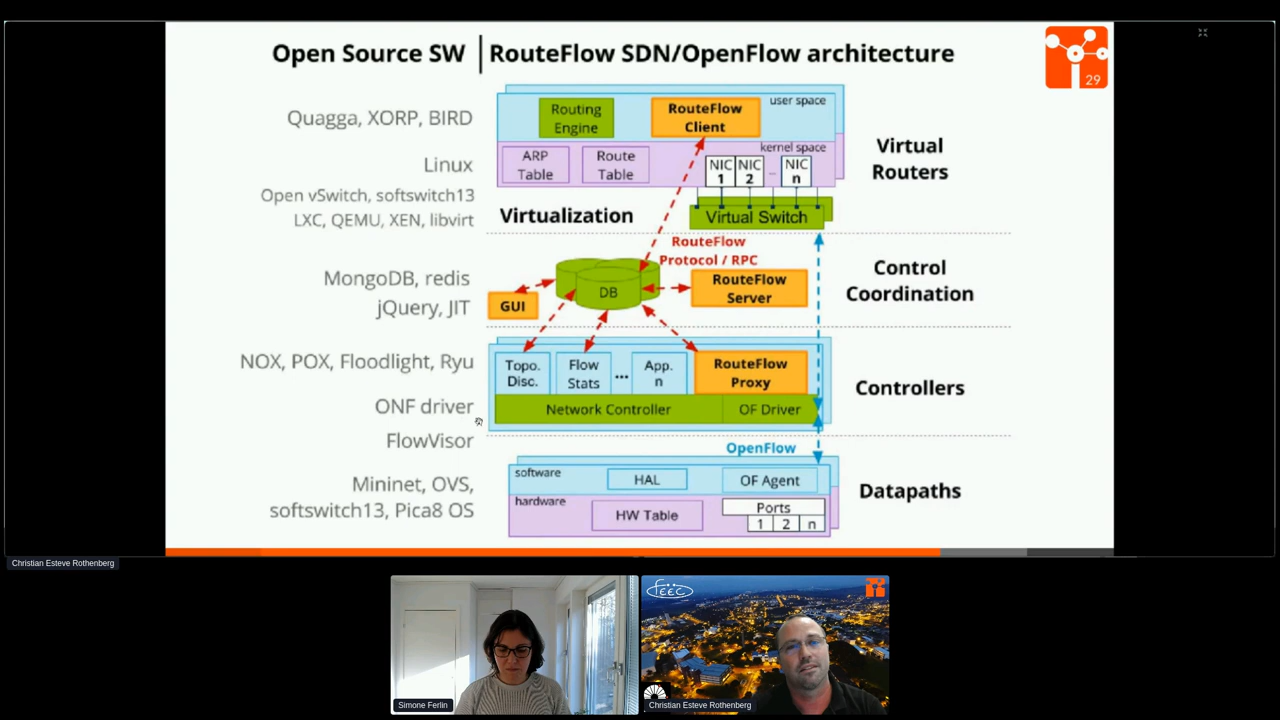 Open Source SW | RouteFlow SDN/OpenFlow architecture
29
Quagga, XORP, BIRD
Linux
Open vSwitch, softswitch13
LXC, QEMU, XEN, libvirt
MongoDB, redis
jQuery, JIT
NOX, POX, Floodlight, Ryu
ONF driver
FlowVisor
Mininet, OVS,
softswitch13, Pica8 OS
Routing
Engine
RouteFlow
Client
user space
ARP
Table
Route
Table
kernel space
NIC
1
NIC
2
...
NIC
n
Virtual
Routers
Virtualization
Virtual Switch
RouteFlow
Protocol / RPC
GUI
DB
RouteFlow
Server
Control
Coordination
Topo.
Disc.
Flow
Stats
...
App.
n
RouteFlow
Proxy
Network Controller
OF Driver
Controllers
OpenFlow
software
HAL
OF Agent
hardware
HW Table
Ports
1 2 n
Datapaths
Christian Esteve Rothenberg
Simone Ferlin
feec
Christian Esteve Rothenberg